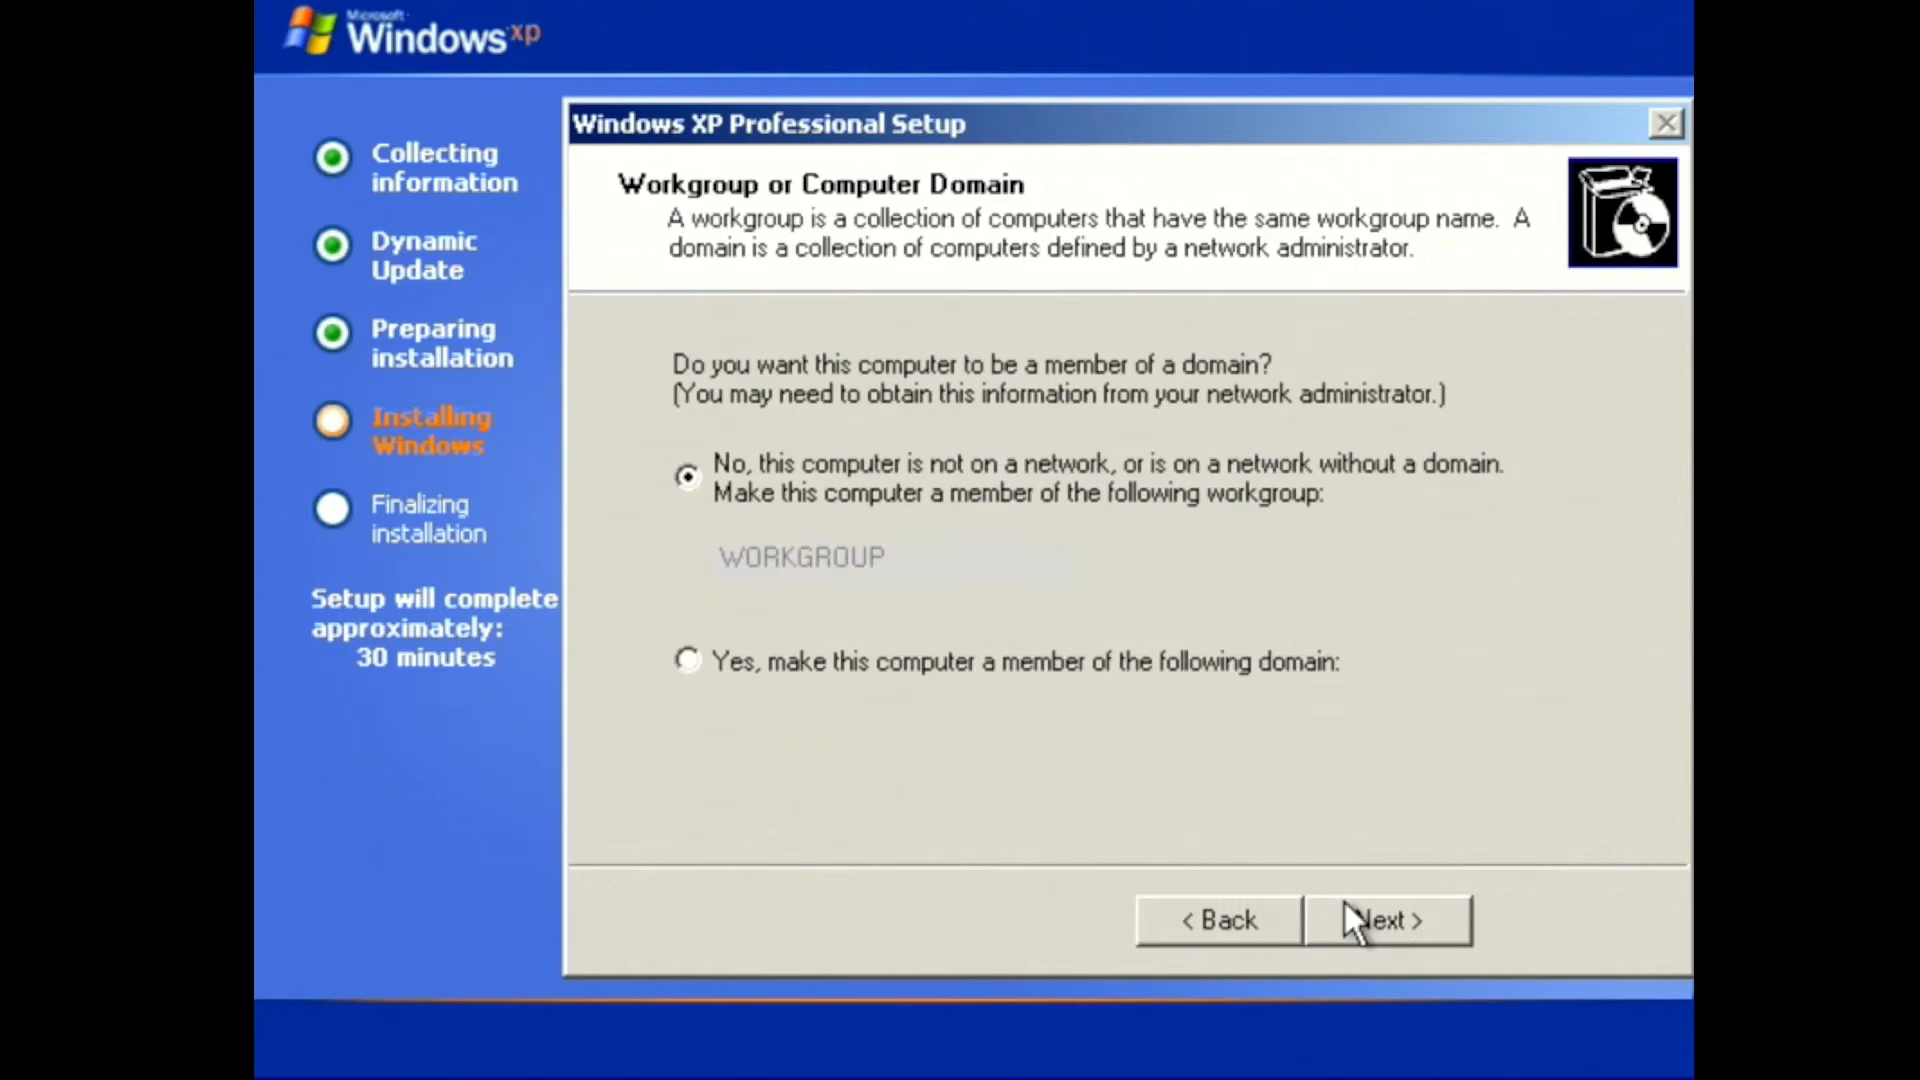 Microsoft
Windows xp
Collecting
information
Dynamic
Update
Preparing
installation
Installing
Windows
Finalizing
installation
Setup will complete
approximately:
30 minutes
Windows XP Professional Setup
Workgroup or Computer Domain
A workgroup is a collection of computers that have the same workgroup name. A
domain is a collection of computers defined by a network administrator.
Do you want this computer to be a member of a domain?
(You may need to obtain this information from your network administrator.)
No, this computer is not on a network, or is on a network without a domain.
Make this computer a member of the following workgroup:
WORKGROUP
Yes, make this computer a member of the following domain:
< Back
Next >